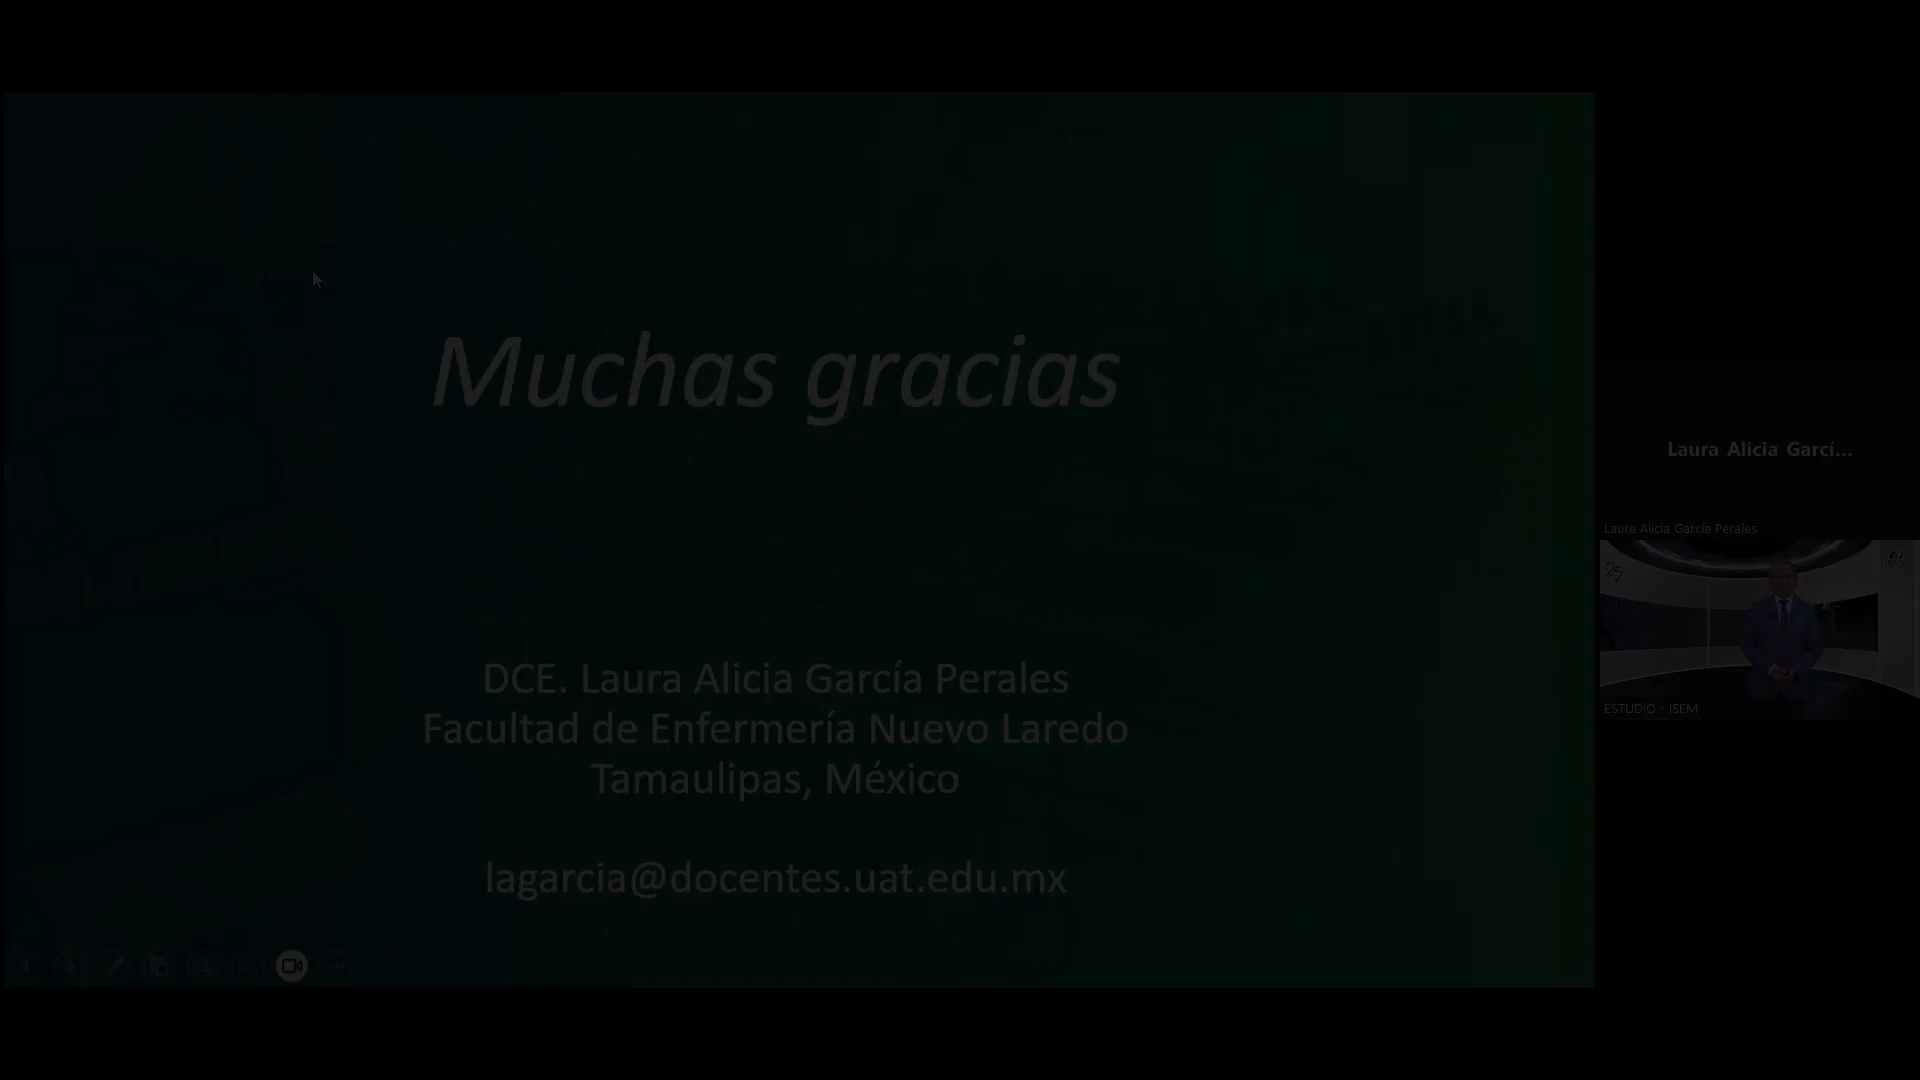 Muchas gracias
DCE. Laura Alicia García Perales
Facultad de Enfermería Nuevo Laredo
Tamaulipas, México
lagarcia@docentes.uat.edu.mx
Laura Alicia Garcí...
Laura Alicia García Perales
25
ESTUDIO - ISEM